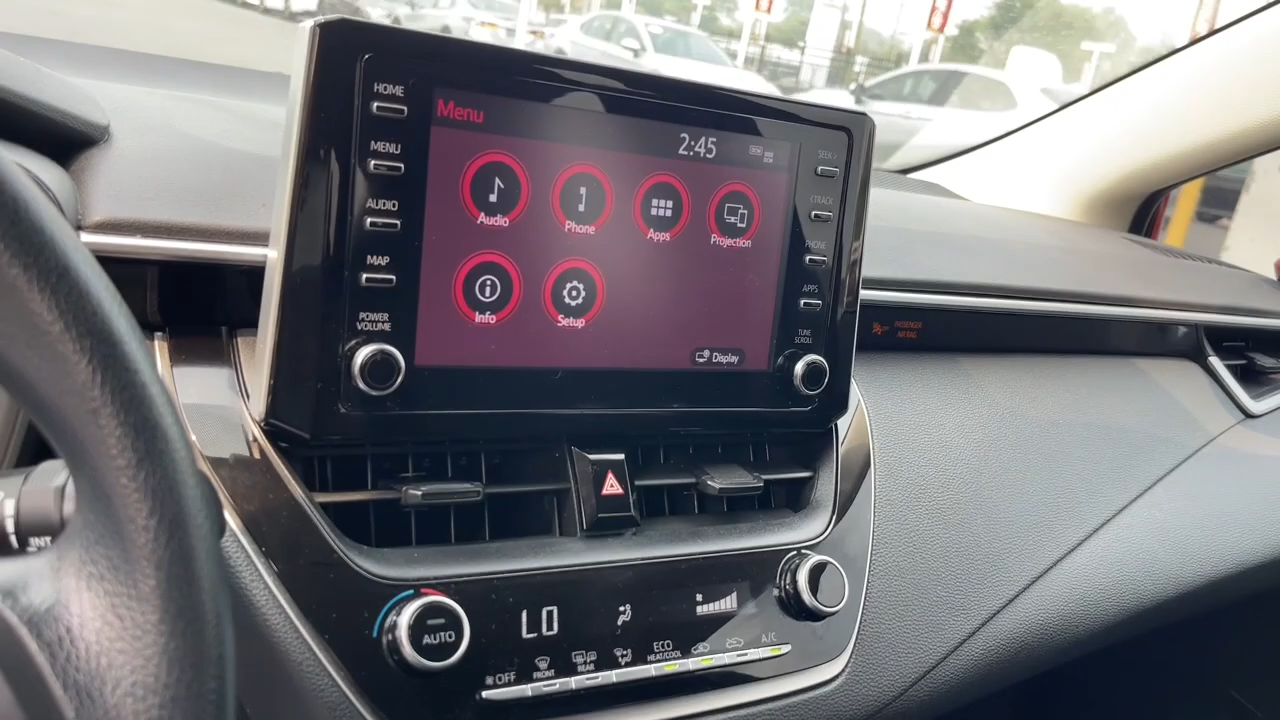 HOME
MENU
AUDIO
MAP
POWER
VOLUME
Menu
2:45
Audio
Phone
Apps
Projection
Info
Setup
Display
SEEK >
< TRACK
PHONE
APPS
TUNE
SCROLL
PASSENGER
AIR BAG
INT
AUTO
LO
OFF
FRONT
REAR
ECO
HEAT/COOL
A/C